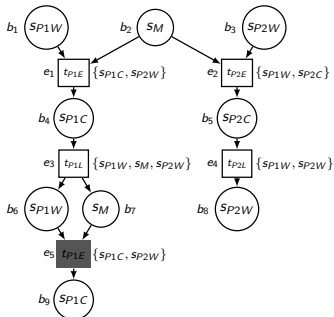 b1 sP1W b2 sM b3 sP2W
e1 tP1E {sP1C, sP2W} e2 tP2E {sP1W, sP2C}
b4 sP1C b5 sP2C
e3 tP1L {sP1W, sM, sP2W} e4 tP2L {sP1W, sP2W}
b6 sP1W sM b7 b8 sP2W
e5 tP1E {sP1C, sP2W}
b9 sP1C